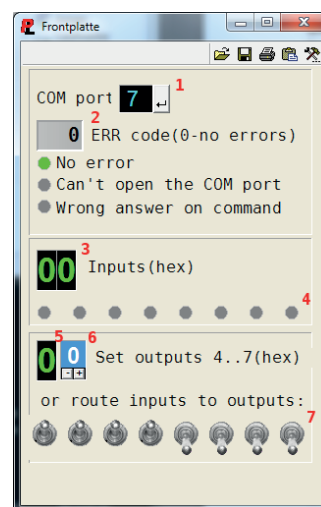 Frontplatte
COM port 7 1
2
0 ERR code(0-no errors)
No error
Can't open the COM port
Wrong answer on command
3
00 Inputs(hex)
4
5 6
0 0 Set outputs 4..7(hex)
- +
or route inputs to outputs:
7